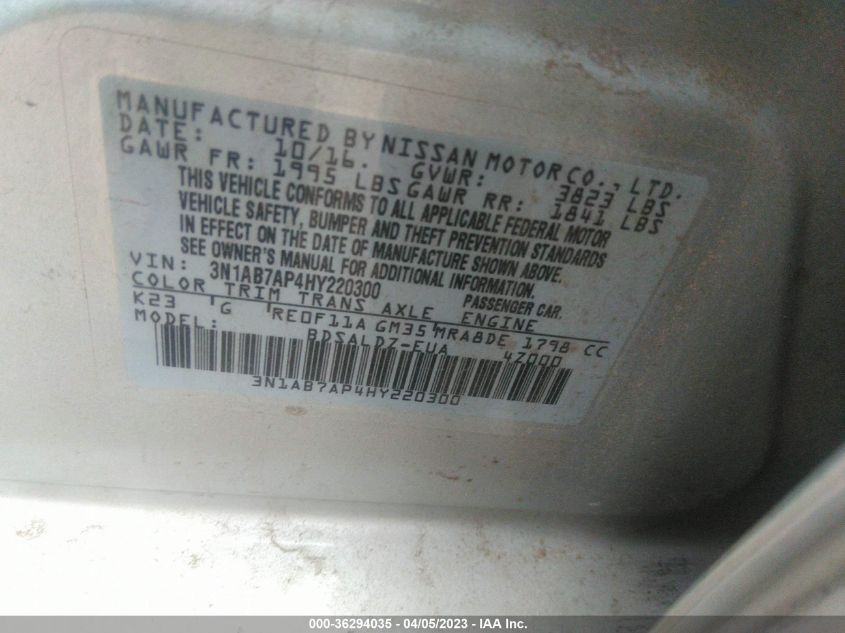 MANUFACTURED BY NISSAN MOTOR CO., LTD.
DATE: 10/16. GVWR: 3823 LBS
GAWR FR: 1995 LBS GAWR RR: 1841 LBS
THIS VEHICLE CONFORMS TO ALL APPLICABLE FEDERAL MOTOR
VEHICLE SAFETY, BUMPER AND THEFT PREVENTION STANDARDS
IN EFFECT ON THE DATE OF MANUFACTURE SHOWN ABOVE.
SEE OWNER'S MANUAL FOR ADDITIONAL INFORMATION.
VIN: 3N1AB7AP4HY220300 PASSENGER CAR.
COLOR TRIM TRANS AXLE ENGINE
K23 G RE0F11A GM35 MRA8DE 1798 CC
MODEL: BDSALDZ-EUA 4Z000
3N1AB7AP4HY220300
000-36294035 - 04/05/2023 - IAA Inc.